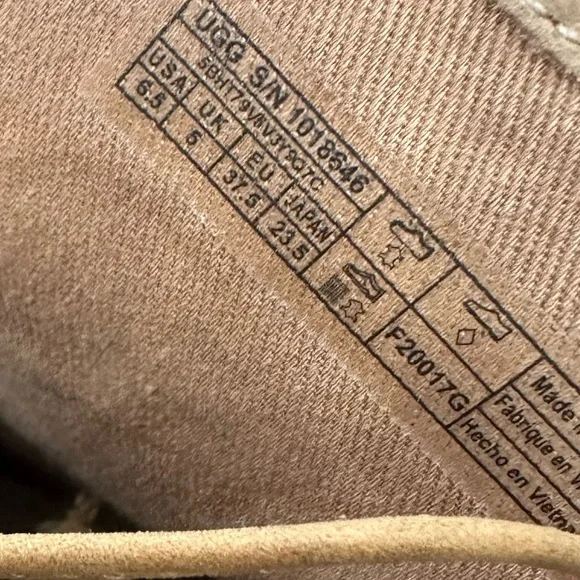 UGG S/N 1018646
USA UK EU JAPAN
6.5 5 37.5 23.5
F20017G
Made
Fabriqué en
Hecho en Vietn